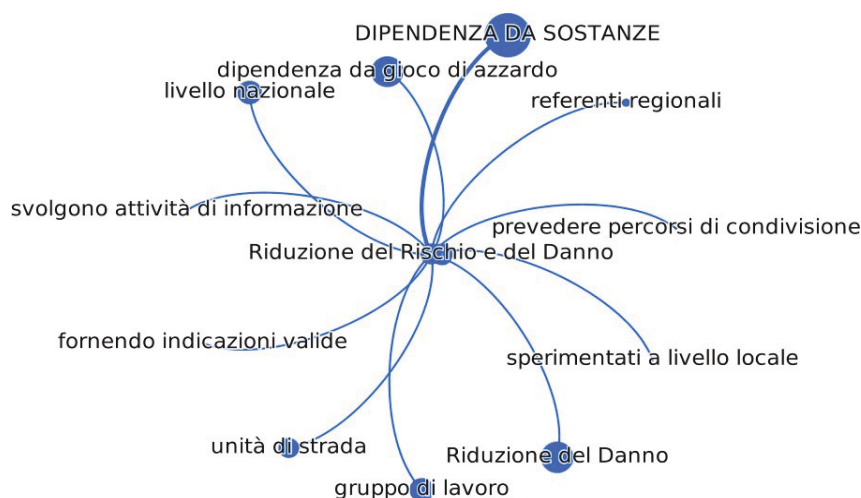 DIPENDENZA DA SOSTANZE
dipendenza da gioco di azzardo
livello nazionale
referenti regionali
svolgono attività di informazione
prevedere percorsi di condivisione
Riduzione del Rischio e del Danno
fornendo indicazioni valide
sperimentati a livello locale
unità di strada
Riduzione del Danno
gruppo di lavoro